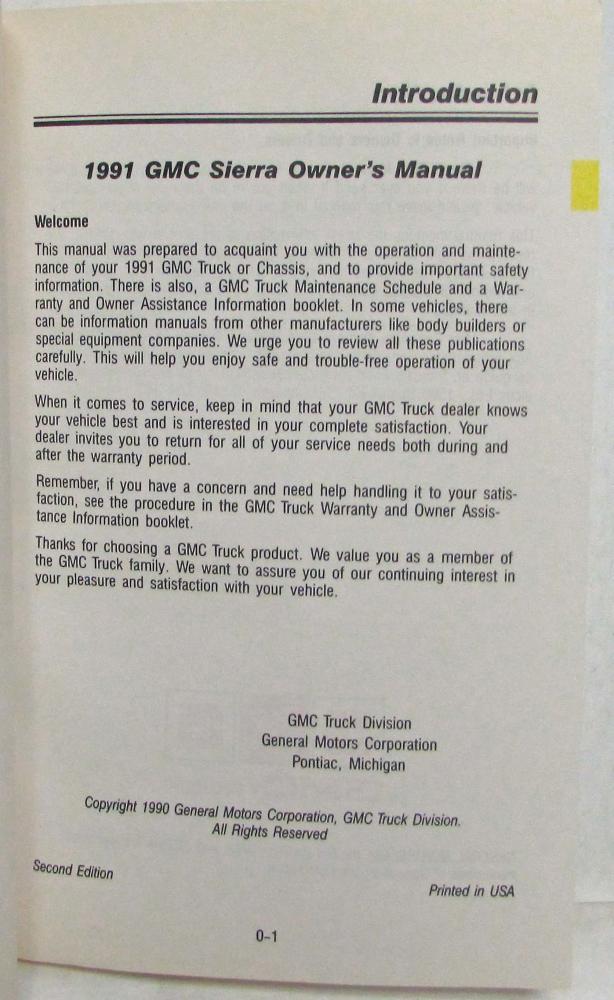 Introduction
1991 GMC Sierra Owner's Manual
Welcome
This manual was prepared to acquaint you with the operation and mainte-
nance of your 1991 GMC Truck or Chassis, and to provide important safety
information. There is also, a GMC Truck Maintenance Schedule and a War-
ranty and Owner Assistance Information booklet. In some vehicles, there
can be information manuals from other manufacturers like body builders or
special equipment companies. We urge you to review all these publications
carefully. This will help you enjoy safe and trouble-free operation of your
vehicle.
When it comes to service, keep in mind that your GMC Truck dealer knows
your vehicle best and is interested in your complete satisfaction. Your
dealer invites you to return for all of your service needs both during and
after the warranty period.
Remember, if you have a concern and need help handling it to your satis-
faction, see the procedure in the GMC Truck Warranty and Owner Assis-
tance Information booklet.
Thanks for choosing a GMC Truck product. We value you as a member of
the GMC Truck family. We want to assure you of our continuing interest in
your pleasure and satisfaction with your vehicle.
GMC Truck Division
General Motors Corporation
Pontiac, Michigan
Copyright 1990 General Motors Corporation, GMC Truck Division.
All Rights Reserved
Second Edition
Printed in USA
0-1